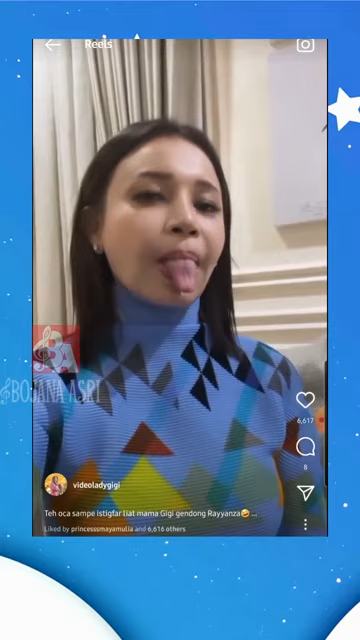 Reels
BOJANA ASRI
6,617
8
videoladygigi
Teh oca sampe istigfar liat mama Gigi gendong Rayyanza🤣...
Liked by princesssmayamulia and 6,616 others